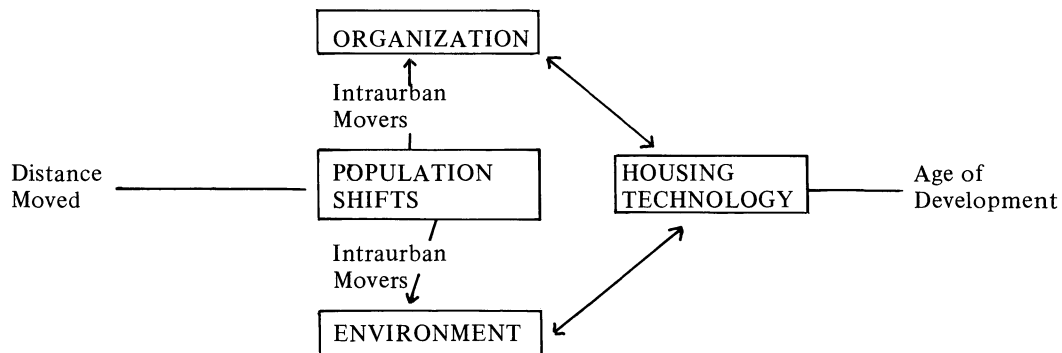 ORGANIZATION
Intraurban
Movers
Distance
Moved
POPULATION
SHIFTS
HOUSING
TECHNOLOGY
Age of
Development
Intraurban
Movers
ENVIRONMENT